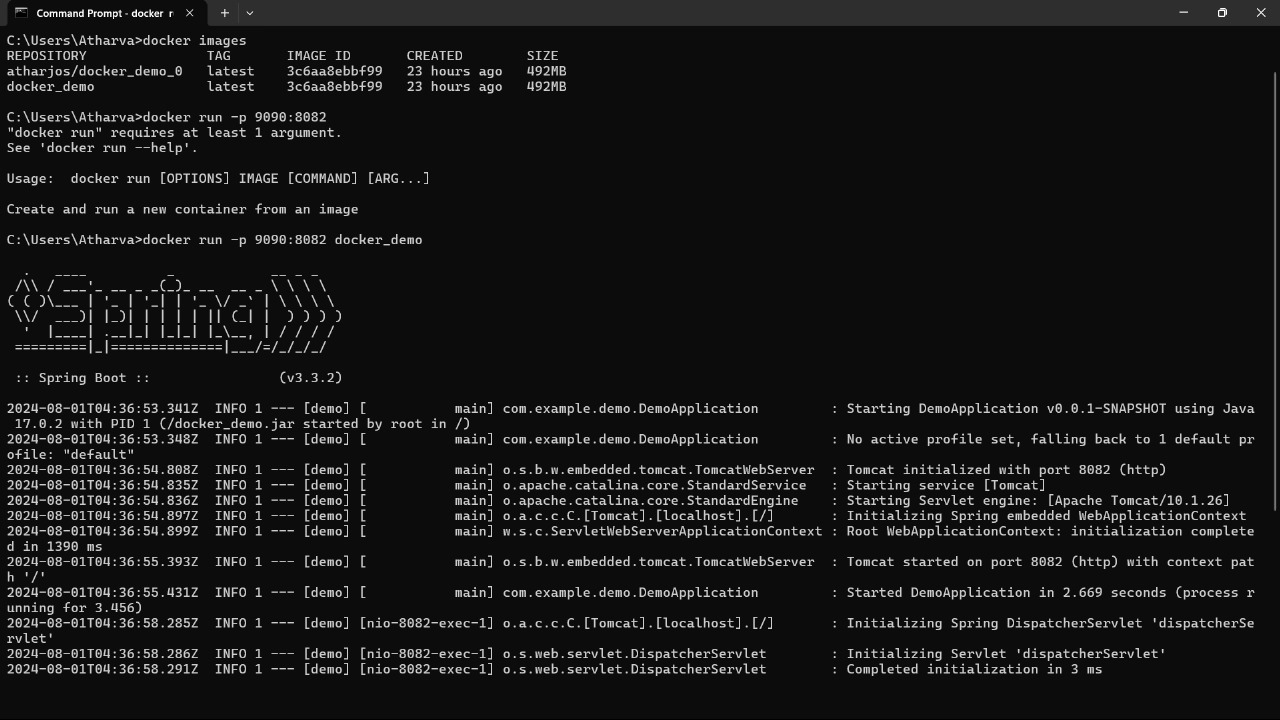 Command Prompt - docker r
C:\Users\Atharva>docker images
REPOSITORY               TAG       IMAGE ID       CREATED        SIZE
atharjos/docker_demo_0   latest    3c6aa8ebbf99   23 hours ago   492MB
docker_demo              latest    3c6aa8ebbf99   23 hours ago   492MB
C:\Users\Atharva>docker run -p 9090:8082
"docker run" requires at least 1 argument.
See 'docker run --help'.
Usage:  docker run [OPTIONS] IMAGE [COMMAND] [ARG...]
Create and run a new container from an image
C:\Users\Atharva>docker run -p 9090:8082 docker_demo
  .   ____          _            __ _ _
 /\\ / ___'_ __ _ _(_)_ __  __ _ \ \ \ \
( ( )\___ | '_ | '_| | '_ \/ _` | \ \ \ \
 \\/  ___)| |_)| | | | | || (_| |  ) ) ) )
  '  |____| .__|_| |_|_| |_\__, | / / / /
 =========|_|==============|___/=/_/_/_/
 :: Spring Boot ::                (v3.3.2)
2024-08-01T04:36:53.341Z  INFO 1 --- [demo] [           main] com.example.demo.DemoApplication         : Starting DemoApplication v0.0.1-SNAPSHOT using Java
 17.0.2 with PID 1 (/docker_demo.jar started by root in /)
2024-08-01T04:36:53.348Z  INFO 1 --- [demo] [           main] com.example.demo.DemoApplication         : No active profile set, falling back to 1 default pr
ofile: "default"
2024-08-01T04:36:54.808Z  INFO 1 --- [demo] [           main] o.s.b.w.embedded.tomcat.TomcatWebServer  : Tomcat initialized with port 8082 (http)
2024-08-01T04:36:54.835Z  INFO 1 --- [demo] [           main] o.apache.catalina.core.StandardService   : Starting service [Tomcat]
2024-08-01T04:36:54.836Z  INFO 1 --- [demo] [           main] o.apache.catalina.core.StandardEngine    : Starting Servlet engine: [Apache Tomcat/10.1.26]
2024-08-01T04:36:54.897Z  INFO 1 --- [demo] [           main] o.a.c.c.C.[Tomcat].[localhost].[/]       : Initializing Spring embedded WebApplicationContext
2024-08-01T04:36:54.899Z  INFO 1 --- [demo] [           main] w.s.c.ServletWebServerApplicationContext : Root WebApplicationContext: initialization complete
d in 1390 ms
2024-08-01T04:36:55.393Z  INFO 1 --- [demo] [           main] o.s.b.w.embedded.tomcat.TomcatWebServer  : Tomcat started on port 8082 (http) with context pat
h '/'
2024-08-01T04:36:55.431Z  INFO 1 --- [demo] [           main] com.example.demo.DemoApplication         : Started DemoApplication in 2.669 seconds (process r
unning for 3.456)
2024-08-01T04:36:58.285Z  INFO 1 --- [demo] [nio-8082-exec-1] o.a.c.c.C.[Tomcat].[localhost].[/]       : Initializing Spring DispatcherServlet 'dispatcherSe
rvlet'
2024-08-01T04:36:58.286Z  INFO 1 --- [demo] [nio-8082-exec-1] o.s.web.servlet.DispatcherServlet        : Initializing Servlet 'dispatcherServlet'
2024-08-01T04:36:58.291Z  INFO 1 --- [demo] [nio-8082-exec-1] o.s.web.servlet.DispatcherServlet        : Completed initialization in 3 ms